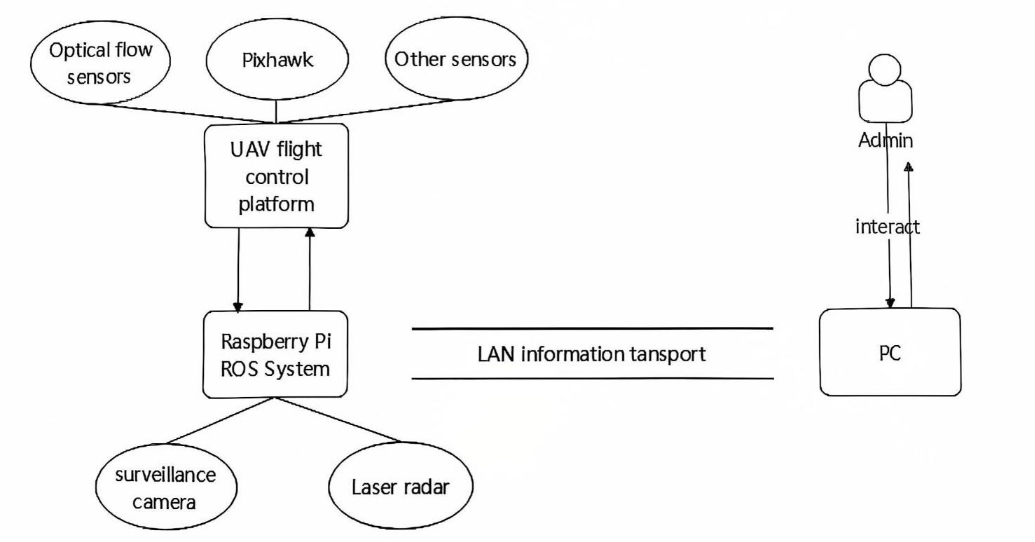 Optical flow
sensors
Pixhawk
Other sensors
UAV flight
control
platform
Admin
interact
Raspberry Pi
ROS System
LAN information tansport
PC
surveillance
camera
Laser radar